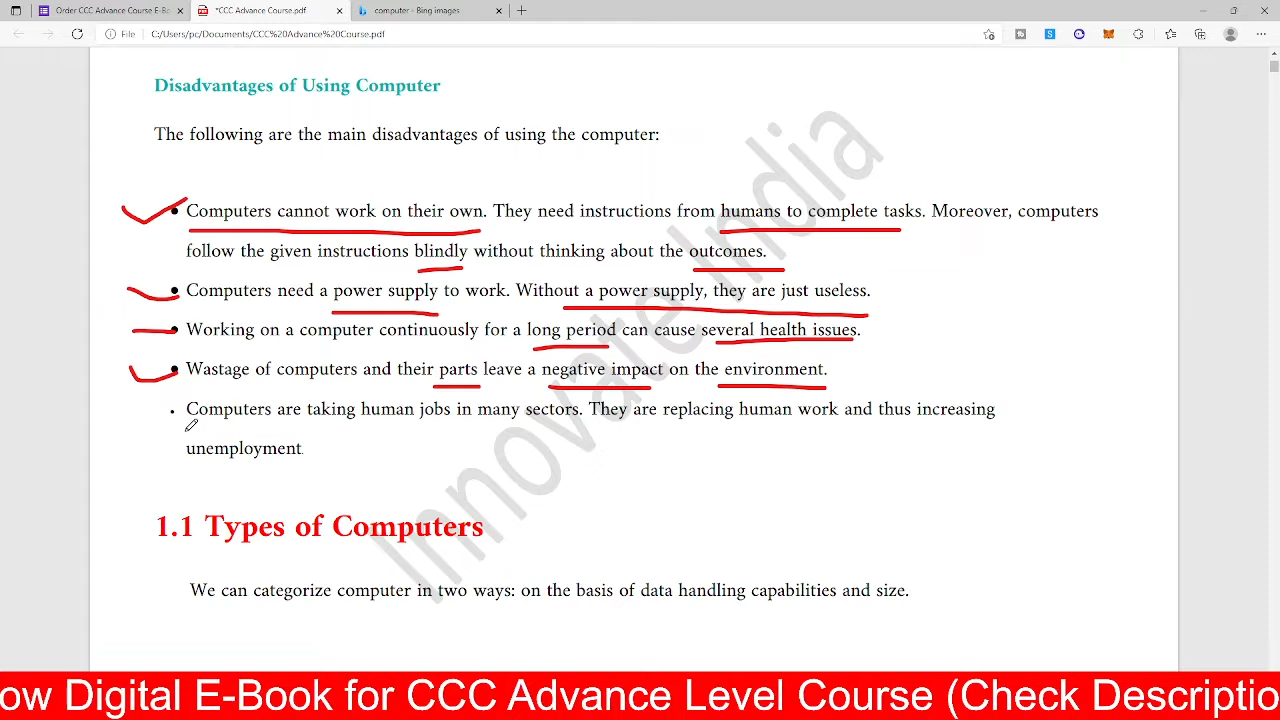 Order CCC Advance Course E-B
*CCC Advance Course.pdf
computer - Bing images
File
C:/Users/pc/Documents/CCC%20Advance%20Course.pdf
Disadvantages of Using Computer
The following are the main disadvantages of using the computer:
• Computers cannot work on their own. They need instructions from humans to complete tasks. Moreover, computers
follow the given instructions blindly without thinking about the outcomes.
• Computers need a power supply to work. Without a power supply, they are just useless.
• Working on a computer continuously for a long period can cause several health issues.
• Wastage of computers and their parts leave a negative impact on the environment.
• Computers are taking human jobs in many sectors. They are replacing human work and thus increasing
unemployment.
Innovate India
1.1 Types of Computers
We can categorize computer in two ways: on the basis of data handling capabilities and size.
ow Digital E-Book for CCC Advance Level Course (Check Descriptio